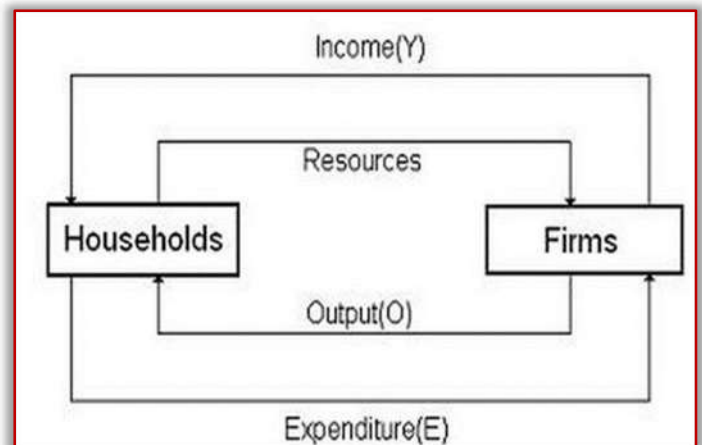 Income(Y)
Resources
Households
Firms
Output(O)
Expenditure(E)